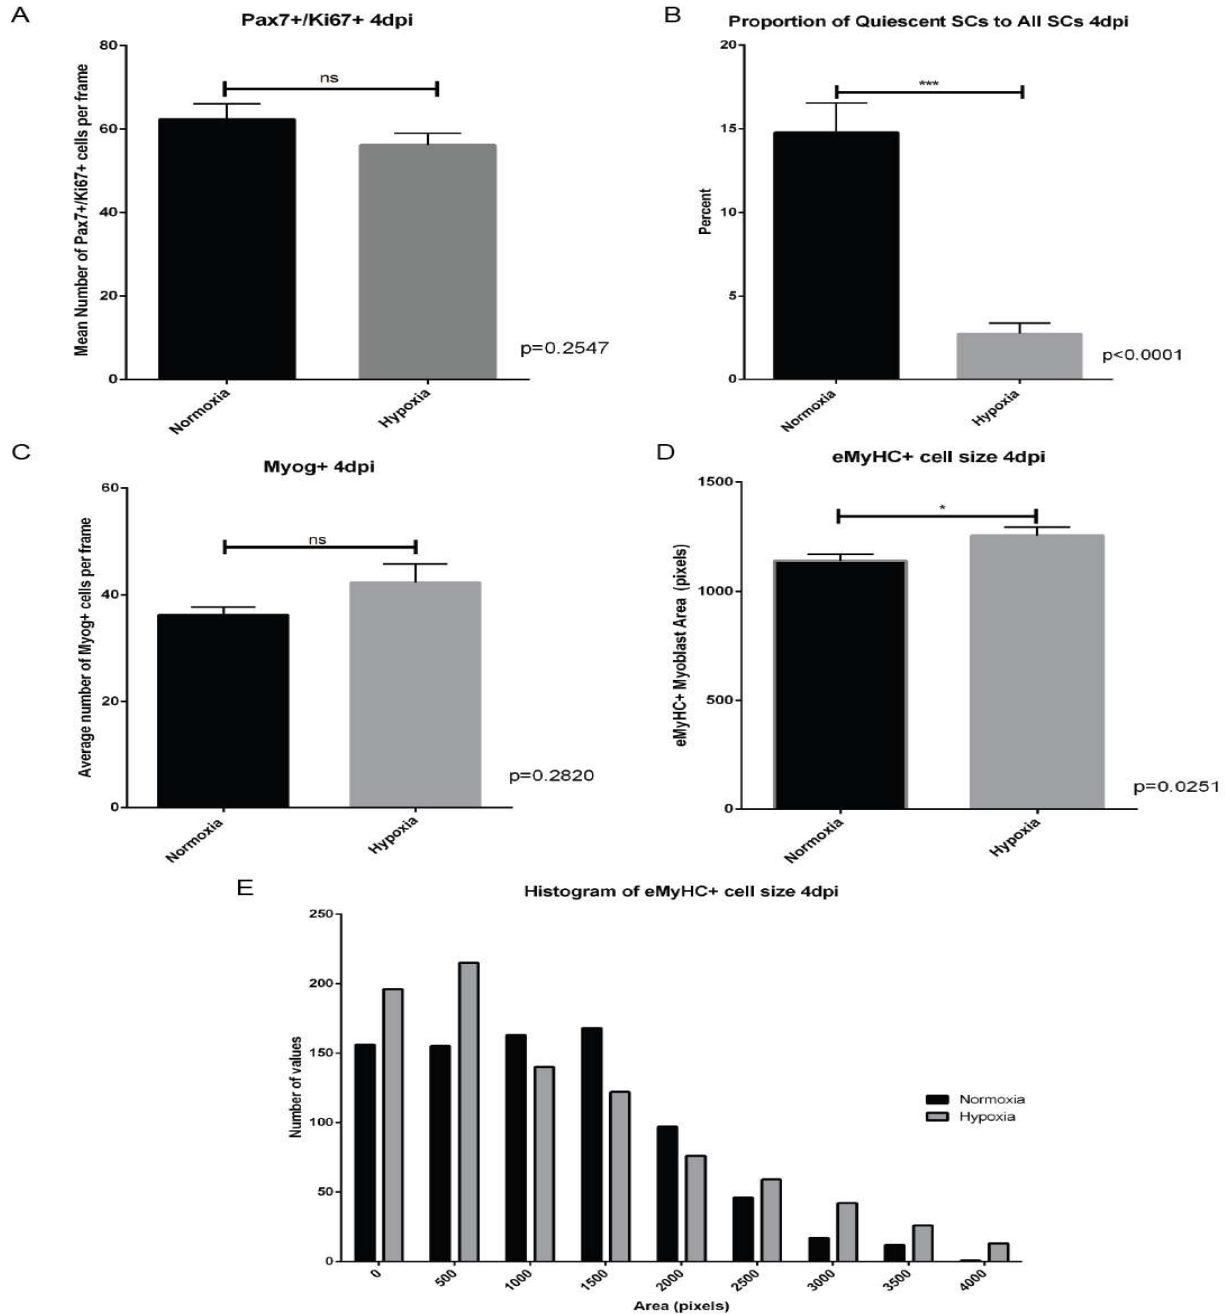 A
Pax7+/Ki67+ 4dpi
Mean Number of Pax7+/Ki67+ cells per frame
80
60
40
20
0
ns
p=0.2547
Normoxia
Hypoxia
B
Proportion of Quiescent SCs to All SCs 4dpi
Percent
20
15
10
5
0
***
p<0.0001
Normoxia
Hypoxia
C
Myog+ 4dpi
Average number of Myog+ cells per frame
60
40
20
0
ns
p=0.2820
Normoxia
Hypoxia
D
eMyHC+ cell size 4dpi
eMyHC+ Myoblast Area (pixels)
1500
1000
500
0
*
p=0.0251
Normoxia
Hypoxia
E
Histogram of eMyHC+ cell size 4dpi
Number of values
250
200
150
100
50
0
Normoxia
Hypoxia
0
500
1000
1500
2000
2500
3000
3500
4000
Area (pixels)